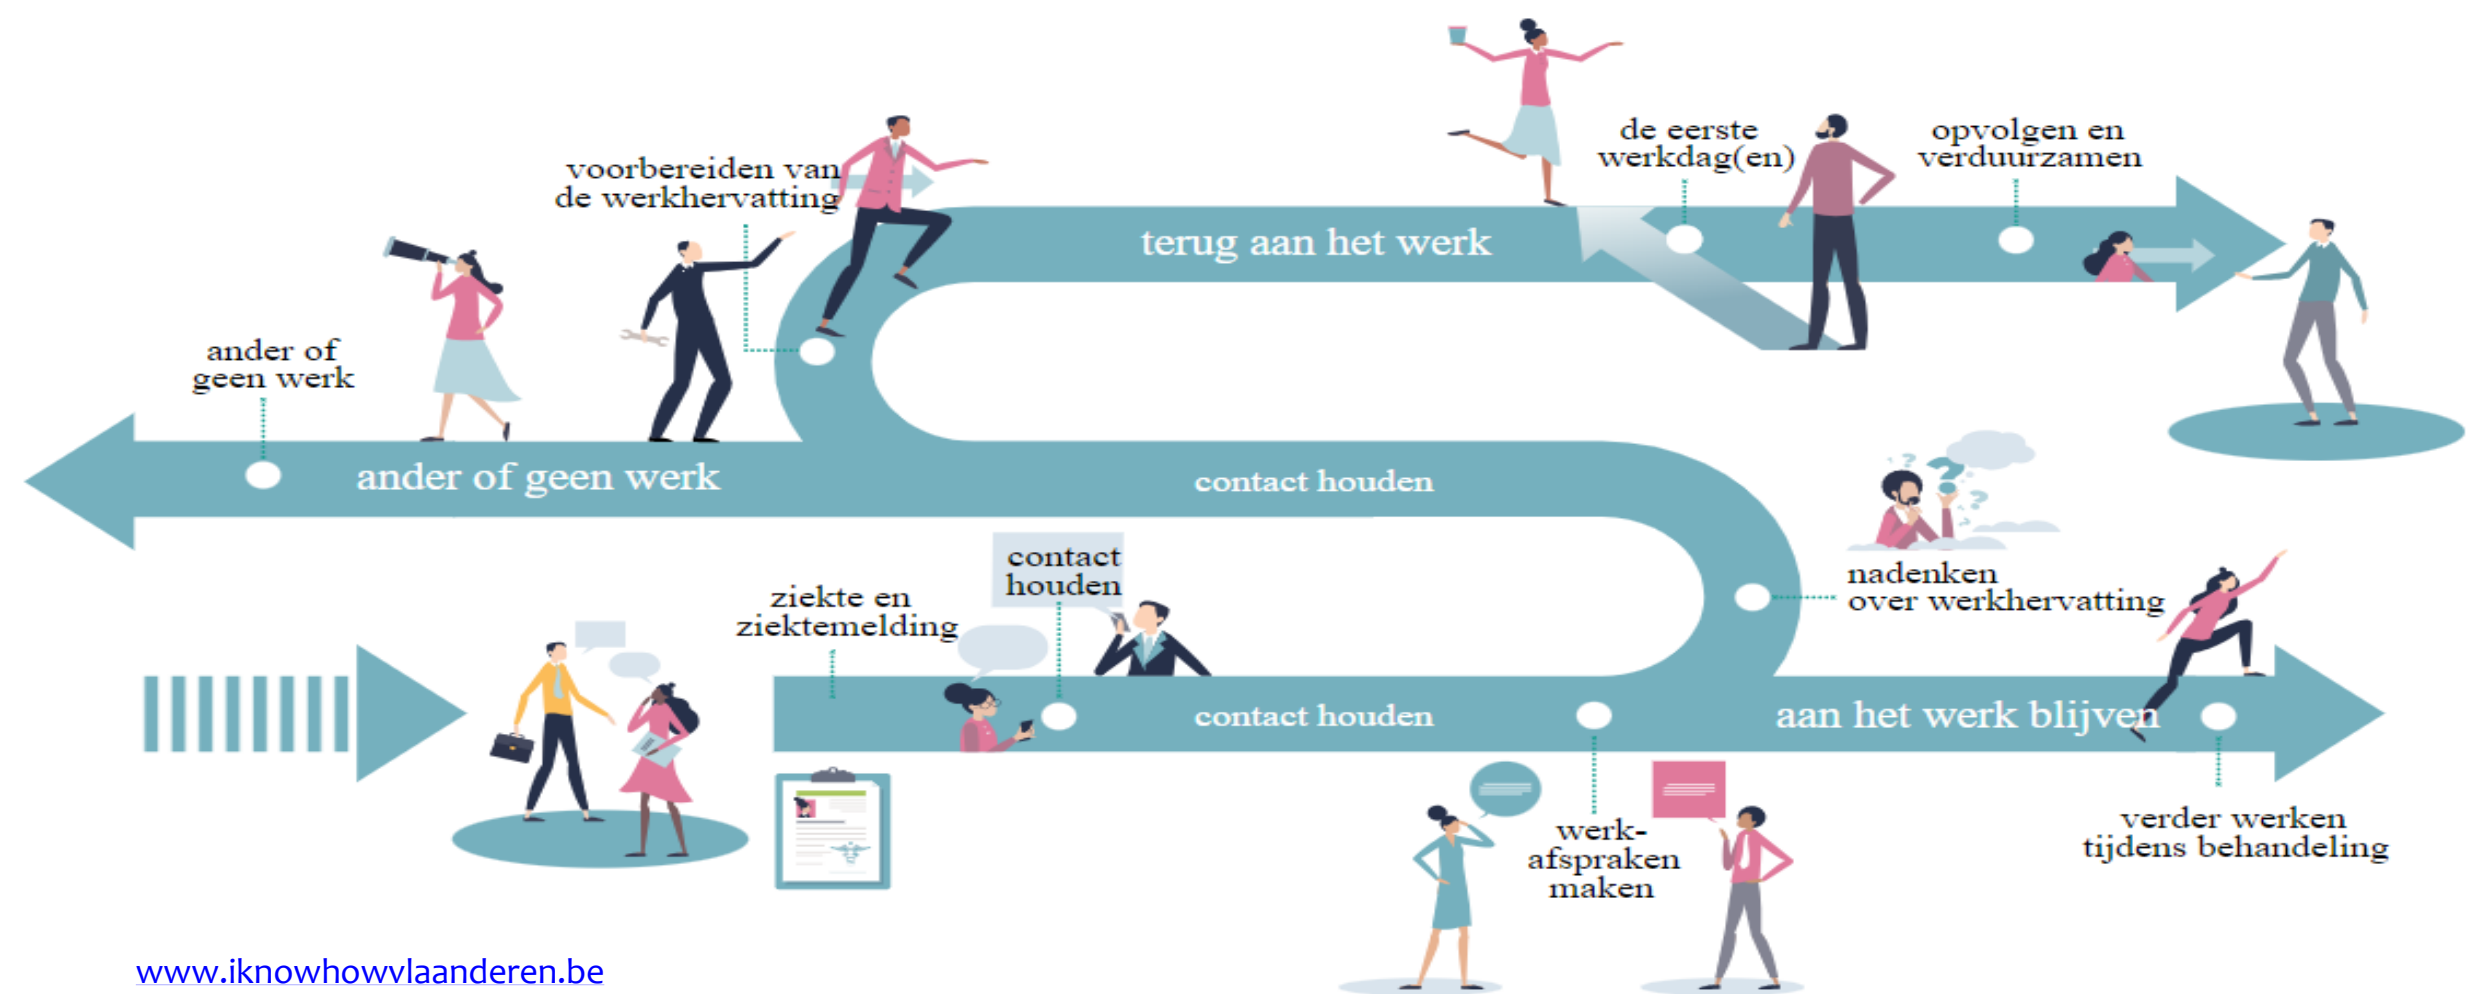 de eerste
werkdag(en)
opvolgen en
verduurzamen
voorbereiden van
de werkhervatting
terug aan het werk
ander of
geen werk
ander of geen werk
contact houden
nadenken
over werkhervatting
contact
houden
ziekte en
ziektemelding
contact houden
aan het werk blijven
werk-
afspraken
maken
verder werken
tijdens behandeling
www.iknowhowvlaanderen.be